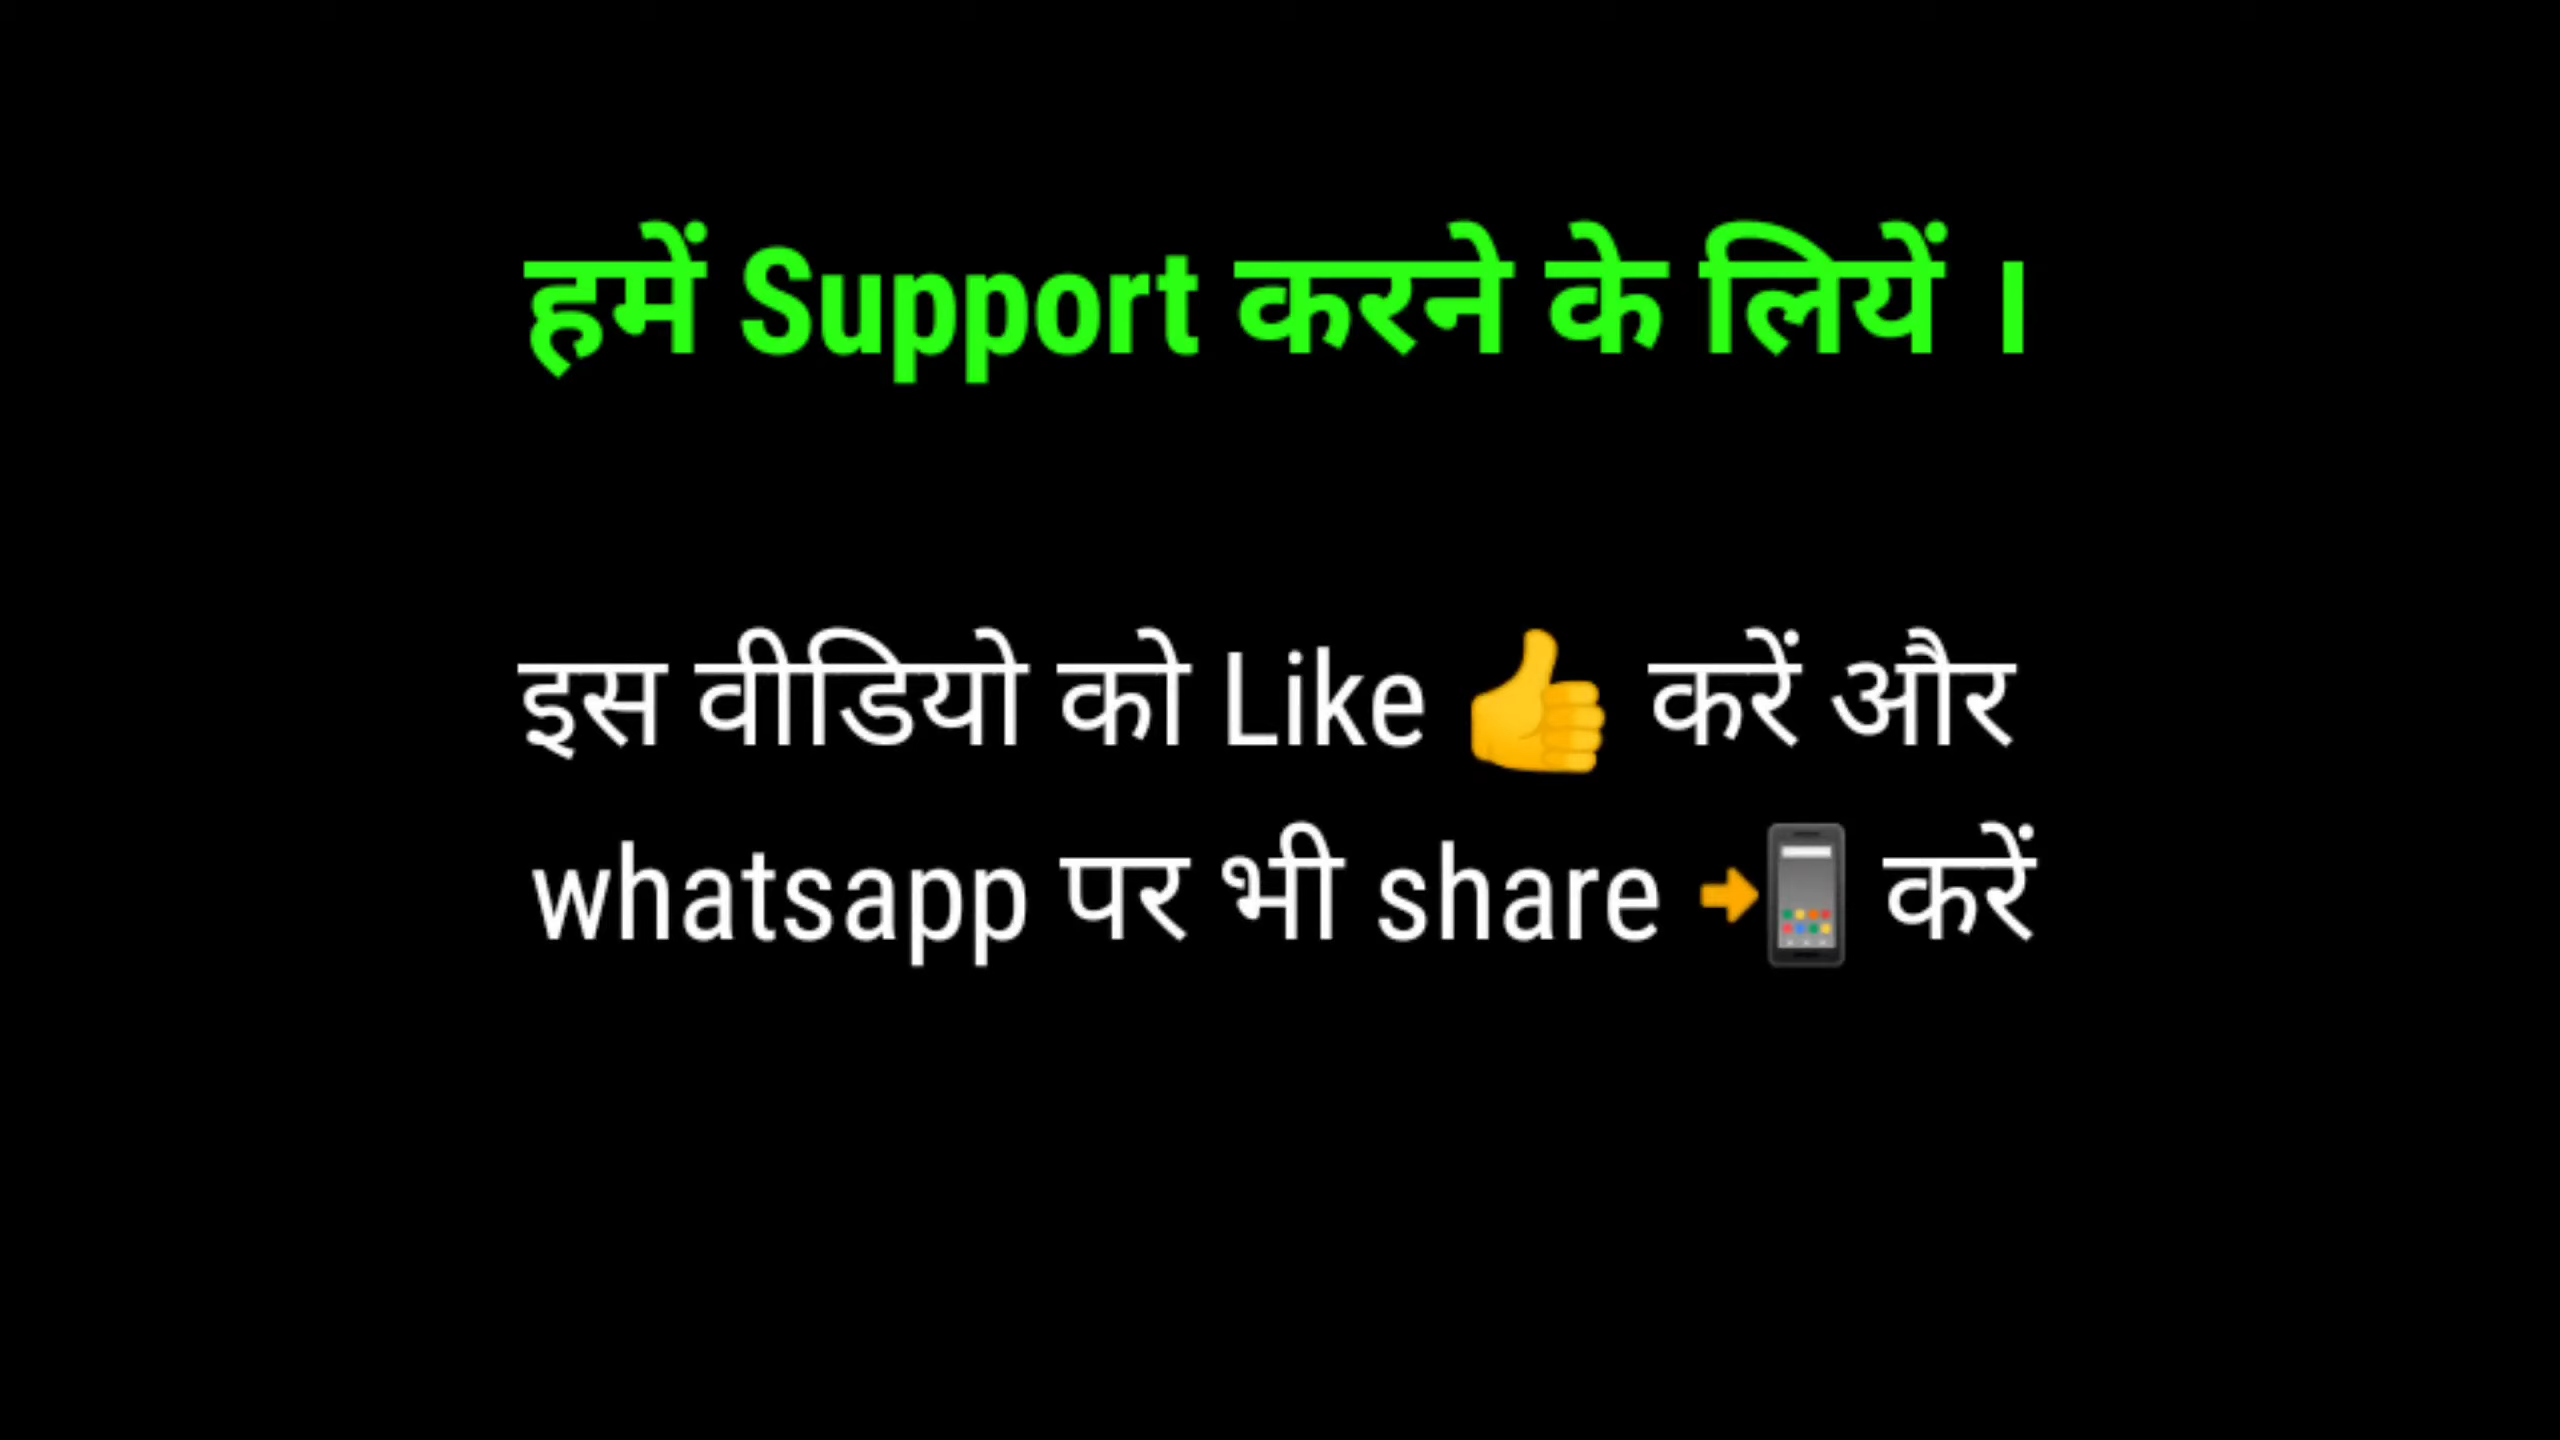 हमें Support करने के लियें ।
इस वीडियो को Like 👍 करें और
whatsapp पर भी share 📲 करें